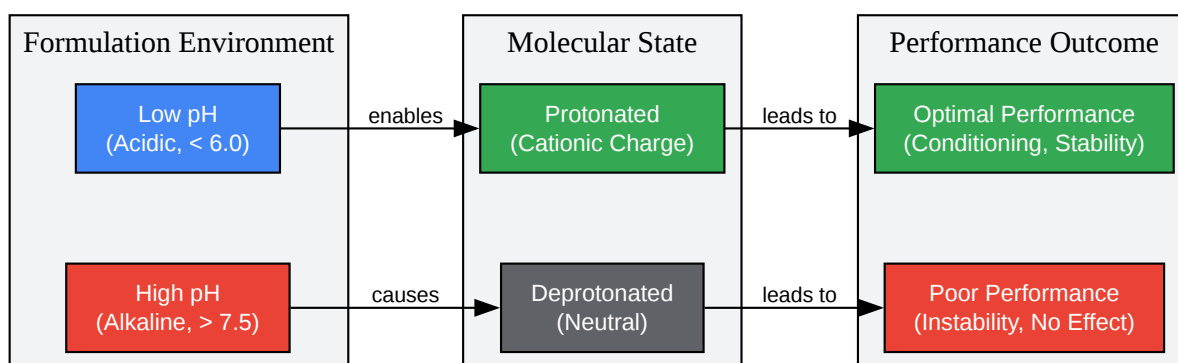 Formulation Environment
Molecular State
Performance Outcome
Low pH
(Acidic, < 6.0)
enables
Protonated
(Cationic Charge)
leads to
Optimal Performance
(Conditioning, Stability)
High pH
(Alkaline, > 7.5)
causes
Deprotonated
(Neutral)
leads to
Poor Performance
(Instability, No Effect)